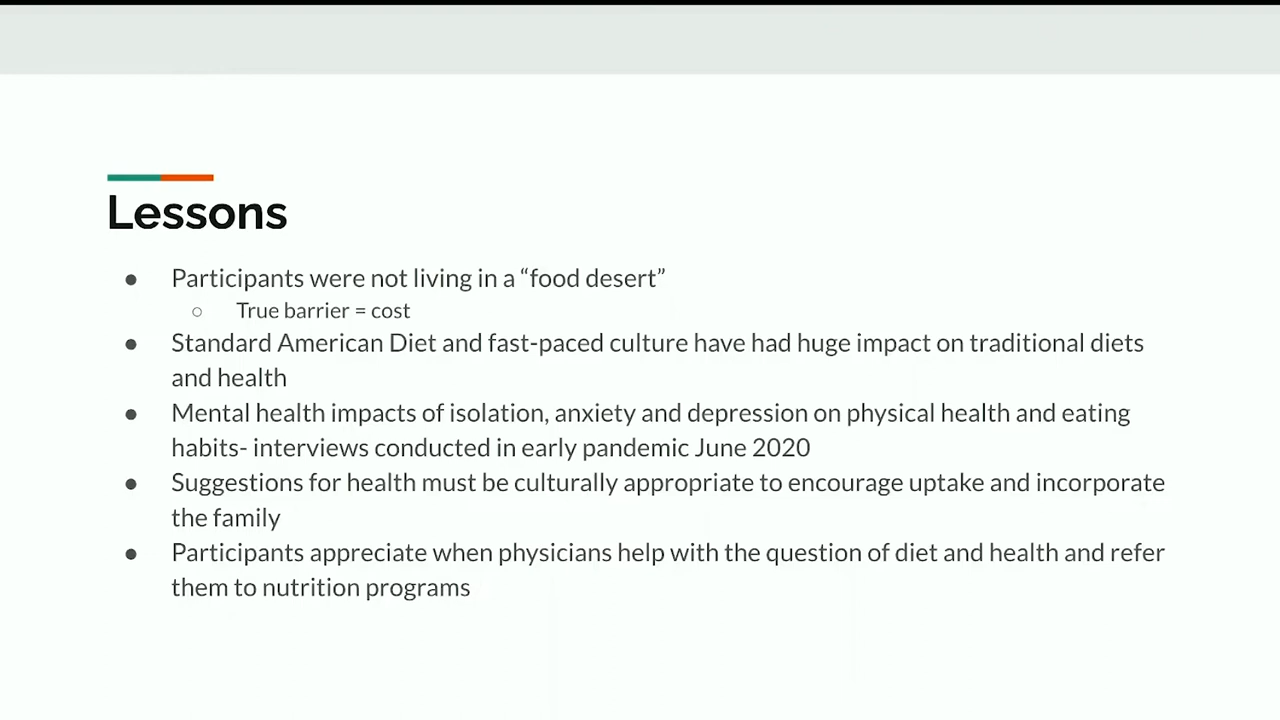 Lessons
● Participants were not living in a “food desert”
○ True barrier = cost
● Standard American Diet and fast-paced culture have had huge impact on traditional diets
and health
● Mental health impacts of isolation, anxiety and depression on physical health and eating
habits- interviews conducted in early pandemic June 2020
● Suggestions for health must be culturally appropriate to encourage uptake and incorporate
the family
● Participants appreciate when physicians help with the question of diet and health and refer
them to nutrition programs